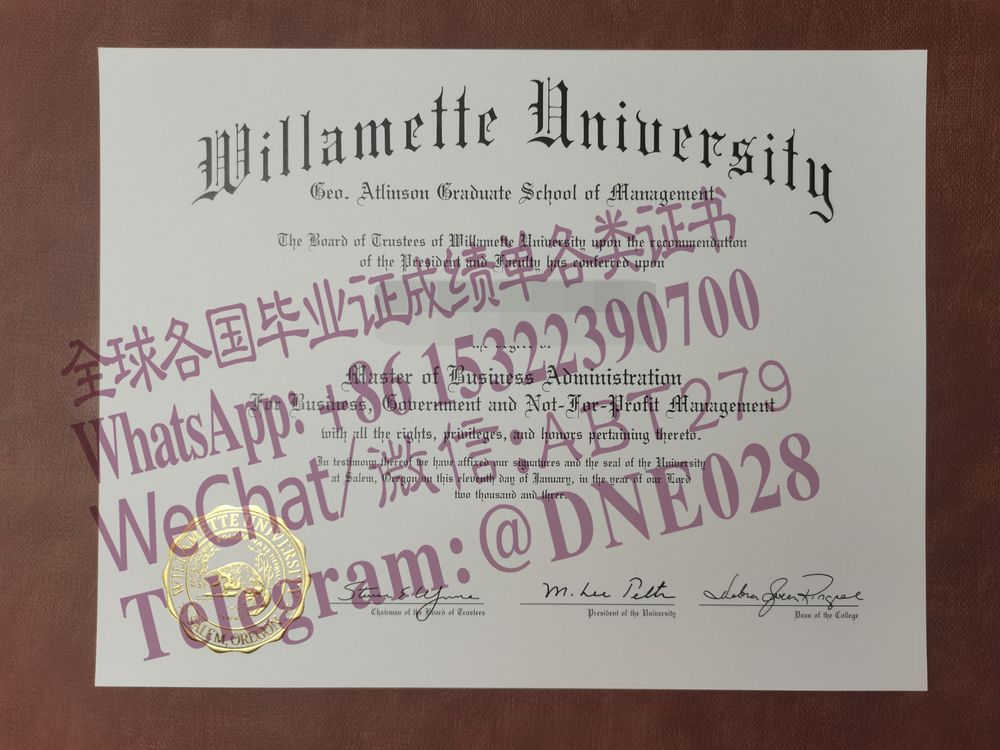 Willamette University
Geo. Atlinson Graduate School of Management
The Board of Trustees of Willamette University upon the recommendation
of the President and Faculty has conferred upon
Master of Business Administration
For Business, Government and Not-For-Profit Management
with all the rights, privileges, and honors pertaining thereto.
In testimony thereof we have affixed our signatures and the seal of the University
at Salem, Oregon on this eleventh day of January, in the year of our Lord
two thousand and three.
WILLAMETTE UNIVERSITY
SALEM, OREGON
M. Lee
Chairman of the Board of Trustees
President of the University
Dean of the College
全球各国毕业证成绩单各类证书
WhatsApp: +86 15322390700
WeChat/微信:ABT279
Telegram:@DNE028